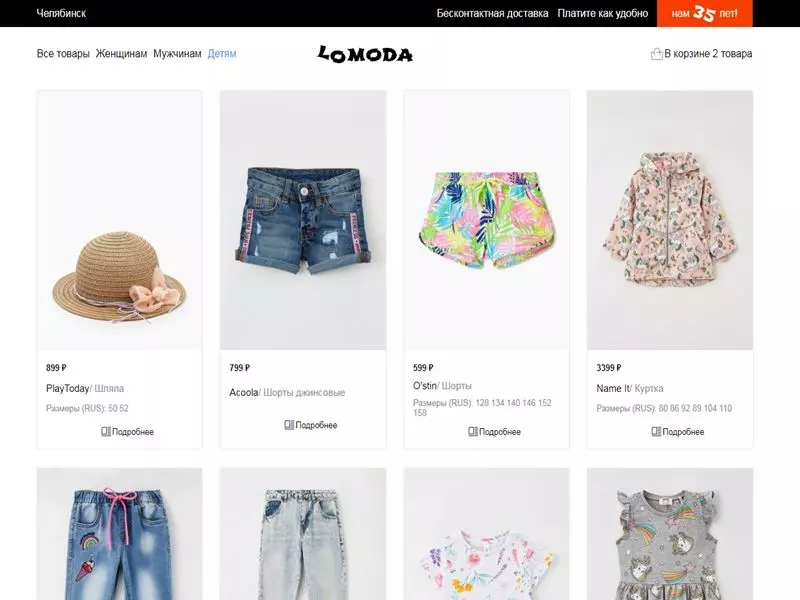 Челябинск
Бесконтактная доставка Платите как удобно нам 35 лет!
Все товары Женщинам Мужчинам Детям
LOMODA
В корзине 2 товара
899 ₽
PlayToday/ Шляпа
Размеры (RUS): 50 52
Подробнее
799 ₽
Acoola/ Шорты джинсовые
Подробнее
599 ₽
O'stin/ Шорты
Размеры (RUS): 128 134 140 146 152
158
Подробнее
3399 ₽
Name It/ Куртка
Размеры (RUS): 80 86 92 89 104 110
Подробнее